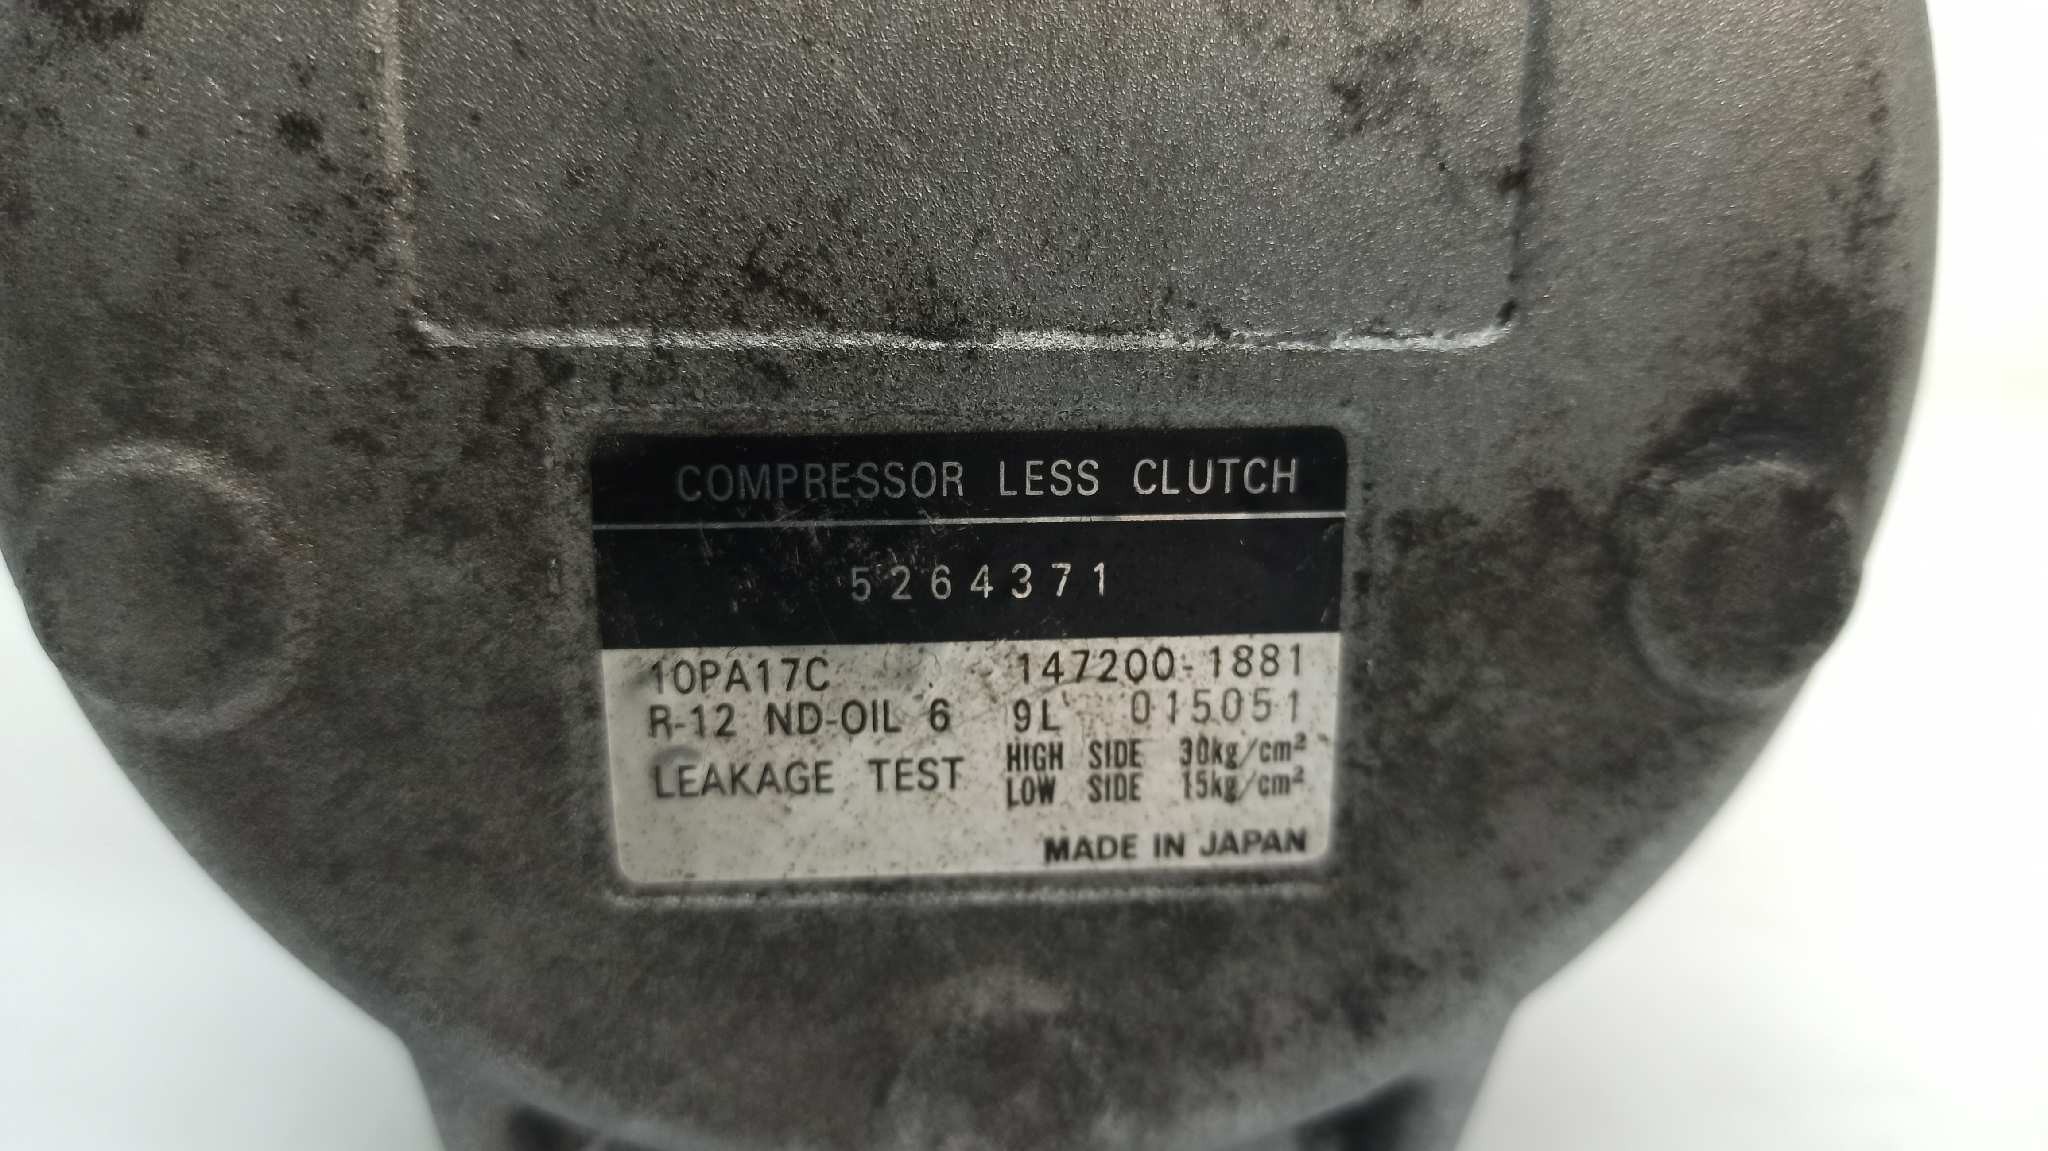 COMPRESSOR LESS CLUTCH
5264371
10PA17C 147200-1881
R-12 ND-OIL 6 9L 015051
LEAKAGE TEST HIGH SIDE 30kg/cm²
LOW SIDE 15kg/cm²
MADE IN JAPAN